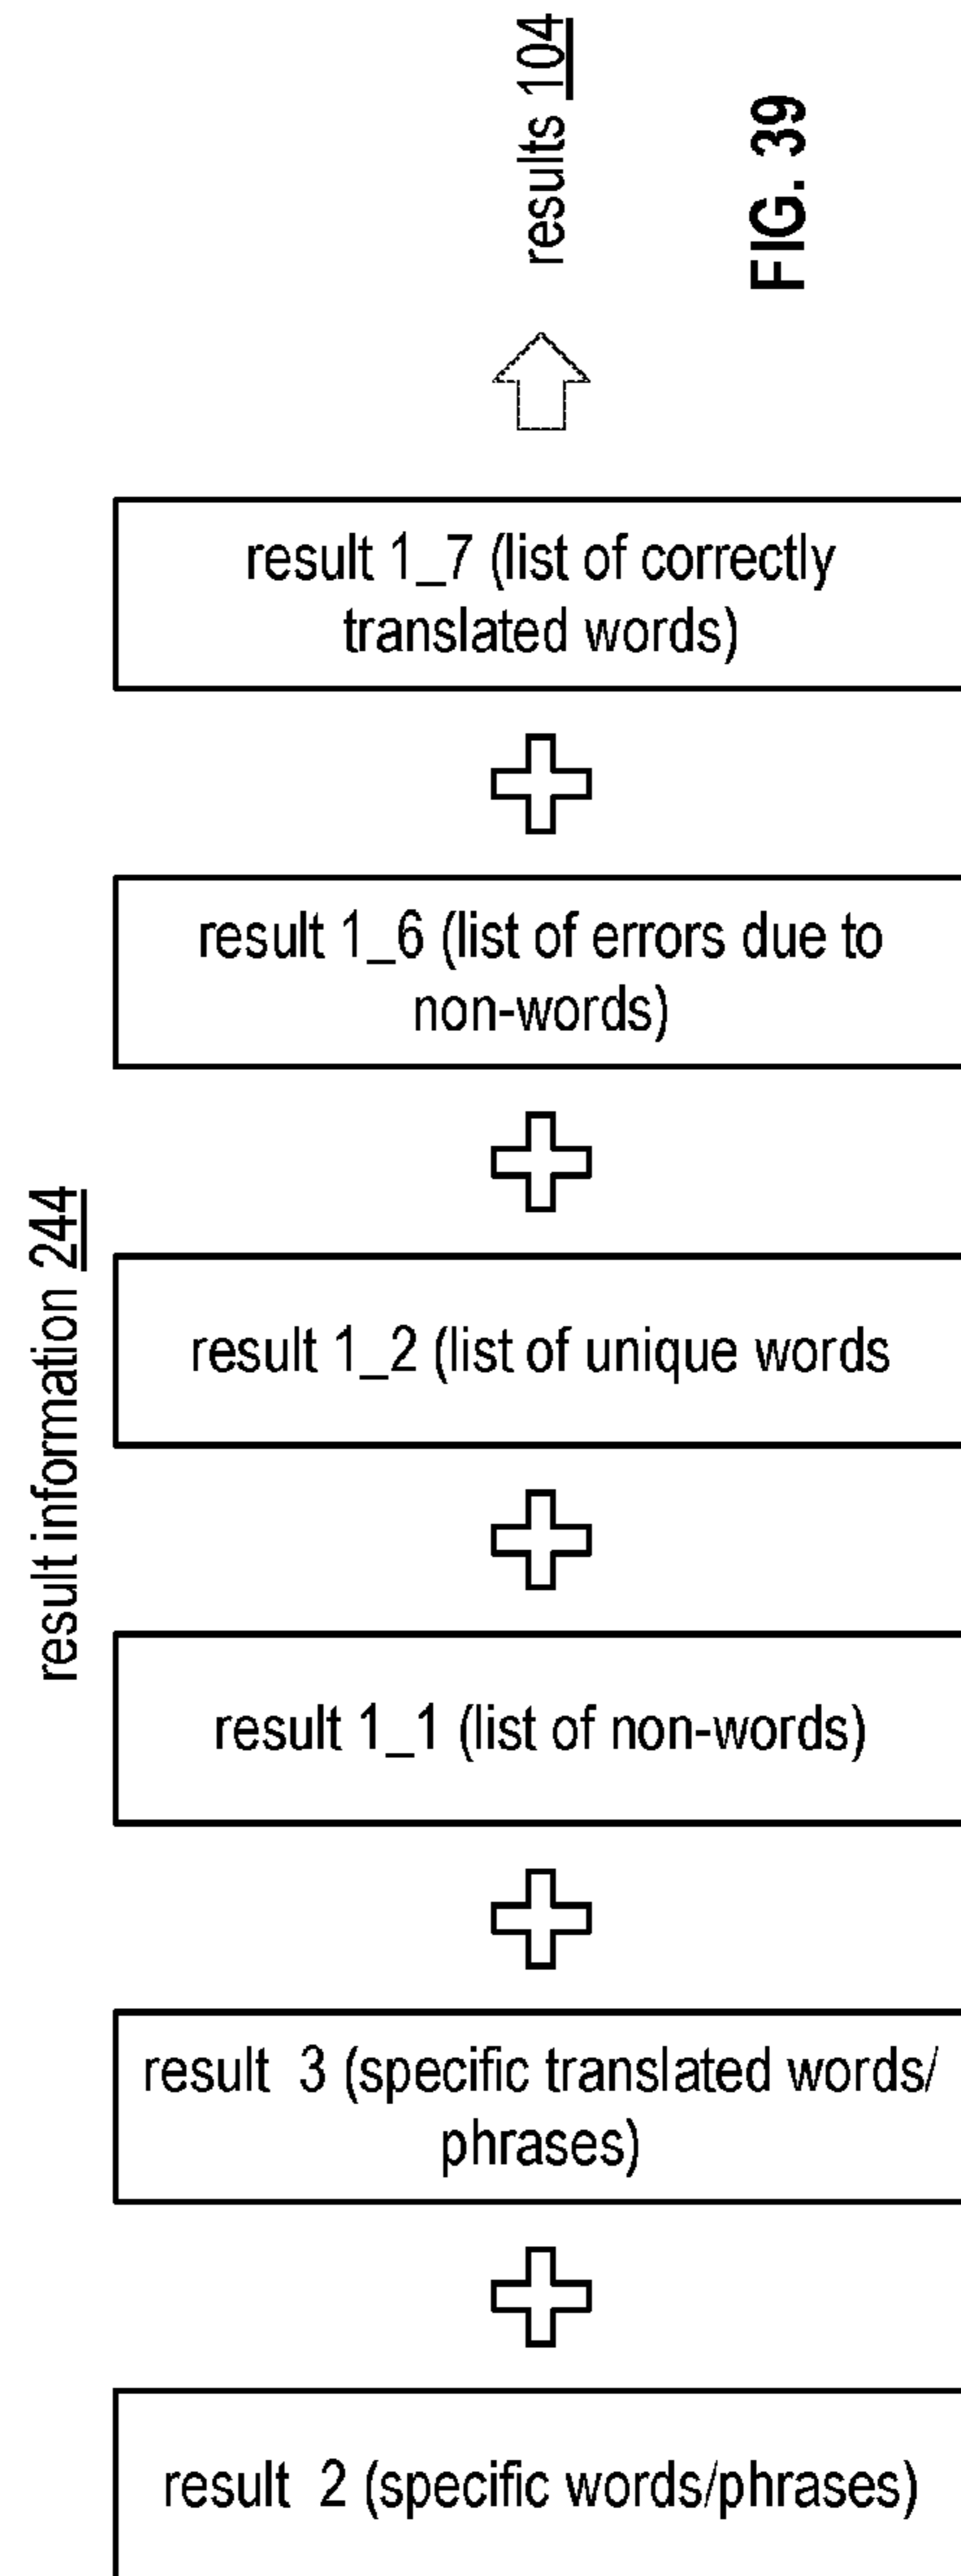 results 104
FIG. 39
result information 244
result 1_7 (list of correctly
translated words)
result 1_6 (list of errors due to
non-words)
result 1_2 (list of unique words
result 1_1 (list of non-words)
result 3 (specific translated words/
phrases)
result 2 (specific words/phrases)